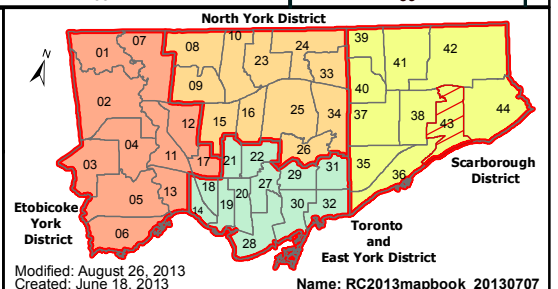 North York District
01 07
08 10 23 24
33
09
02
04
12
15 16 25 34
26
03
11 17
21 22
05 13
06
18
14 19 20 27 29 31
30 32
28
39
41 42
40
37 38 43 44
35
36
N
Scarborough
District
Etobicoke
York
District
Toronto
and
East York District
Modified: August 26, 2013
Created: June 18, 2013
Name: RC2013mapbook_20130707